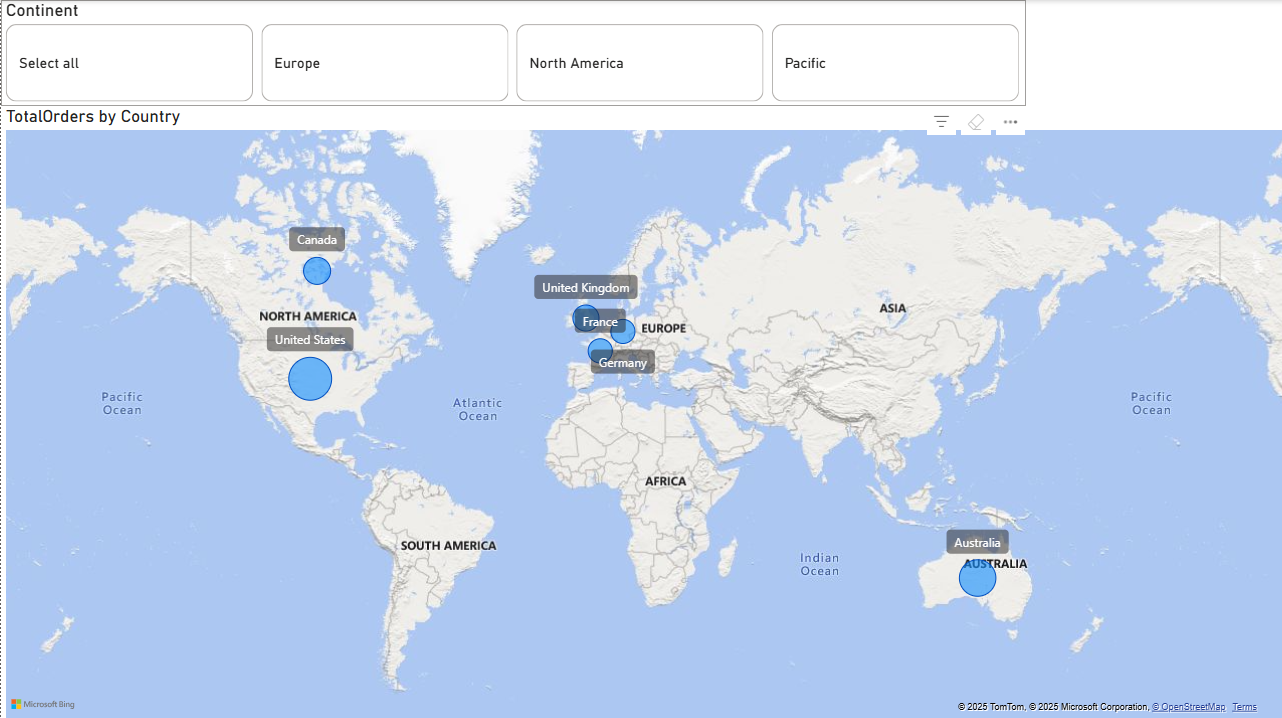 Continent
Select all
Europe
North America
Pacific
TotalOrders by Country
Canada
NORTH AMERICA
United States
United Kingdom
France
EUROPE
Germany
ASIA
Pacific
Ocean
Atlantic
Ocean
Pacific
Ocean
AFRICA
SOUTH AMERICA
Indian
Ocean
Australia
AUSTRALIA
Microsoft Bing
© 2025 TomTom, © 2025 Microsoft Corporation, © OpenStreetMap Terms